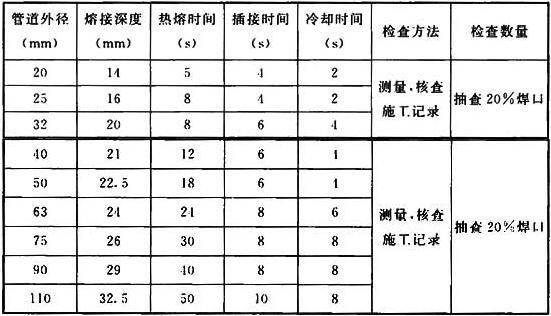 管道外径 熔接深度 热熔时间 插接时间 冷却时间 检查方法 检查数量
(mm) (mm) (s) (s) (s)
20 14 5 4 2
25 16 8 4 2
32 20 8 6 4
测量,核查
施工记录
抽查20%焊口
40 21 12 6 4
50 22.5 18 6 4
63 24 24 8 6
75 26 30 8 8
90 29 40 8 8
110 32.5 50 10 8
测量,核查
施工记录
抽查20%焊口